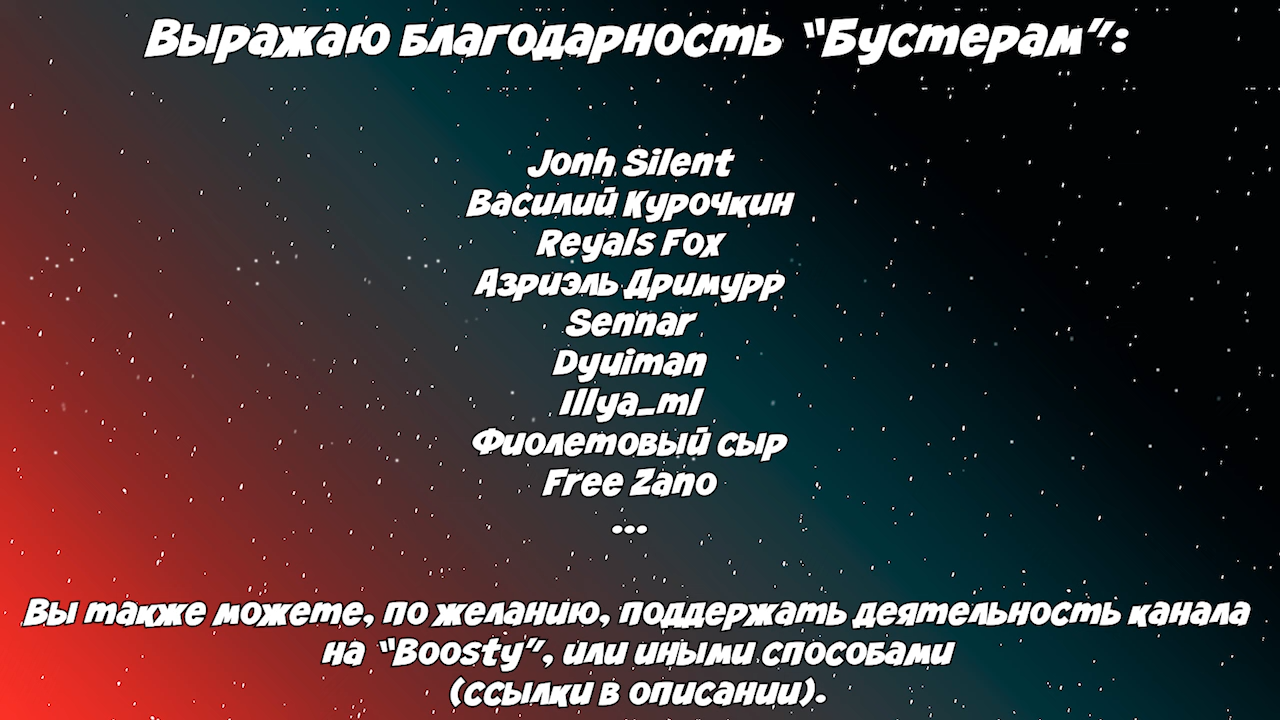 Выражаю благодарность “Бустерам”:
Jonh Silent
Василий Курочкин
Reyals Fox
Азриэль Дримурр
Sennar
Dyuiman
Illya_ml
Фиолетовый сыр
Free Zano
...
Вы также можете, по желанию, поддержать деятельность канала
на “Boosty”, или иными способами
(ссылки в описании).